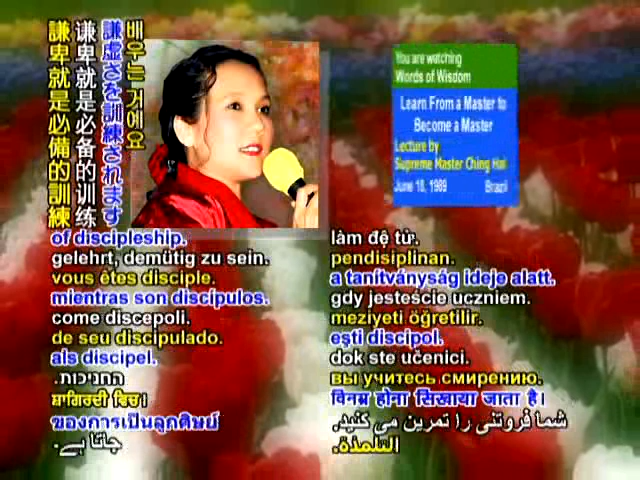 謙卑就是必備的訓練
谦卑就是必备的训练
謙虚さを訓練されます
배우는 거예요
You are watching
Words of Wisdom
Learn From a Master to
Become a Master
Lecture by
Supreme Master Ching Hai
June 18, 1989 Brazil
of discipleship.
gelehrt, demütig zu sein.
vous êtes disciple.
mientras son discípulos.
come discepoli.
de seu discipulado.
als discipel.
החניכות.
ਸ਼ਾਗਿਰਦੀ ਵਿਚ।
ของการเป็นลูกศิษย์
جاتا ہے۔
làm đệ tử.
pendisiplinan.
a tanítványság ideje alatt.
gdy jesteście uczniem.
meziyeti öğretilir.
eşti discipol.
dok ste učenici.
вы учитесь смирению.
विनम्र होना सिखाया जाता है।
شما فروتنی را تمرین می کنید.
التلمذة.